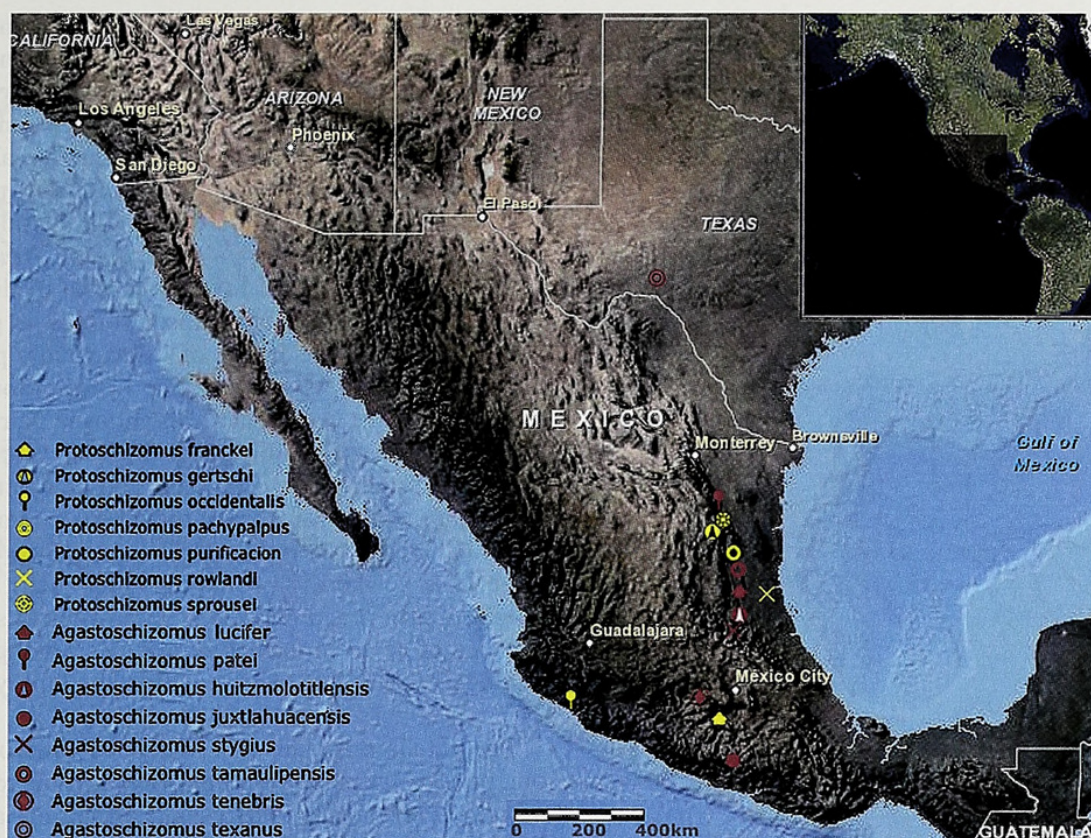 Las Vegas
CALIFORNIA
Los Angeles
ARIZONA
NEW
MEXICO
Phoenix
San Diego
El Paso
TEXAS
MEXICO
Monterrey
Brownsville
Gulf of
Mexico
Guadalajara
Mexico City
Protoschizomus franckei
Protoschizomus gertschi
Protoschizomus occidentalis
Protoschizomus pachypalpus
Protoschizomus purificacion
Protoschizomus rowlandi
Protoschizomus sprousei
Agastoschizomus lucifer
Agastoschizomus patei
Agastoschizomus huitzmolotitlensis
Agastoschizomus juxtlahuacensis
Agastoschizomus stygius
Agastoschizomus tamaulipensis
Agastoschizomus tenebris
Agastoschizomus texanus
0 200 400km
GUATEMALA